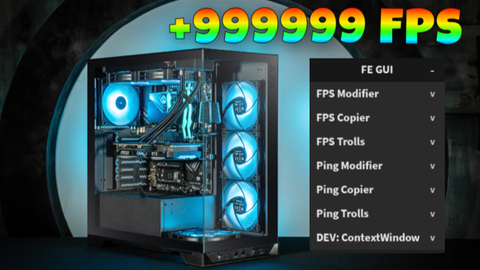 +999999 FPS
FE GUI -
FPS Modifier v
FPS Copier v
FPS Trolls v
Ping Modifier v
Ping Copier v
Ping Trolls v
DEV: ContextWindow v